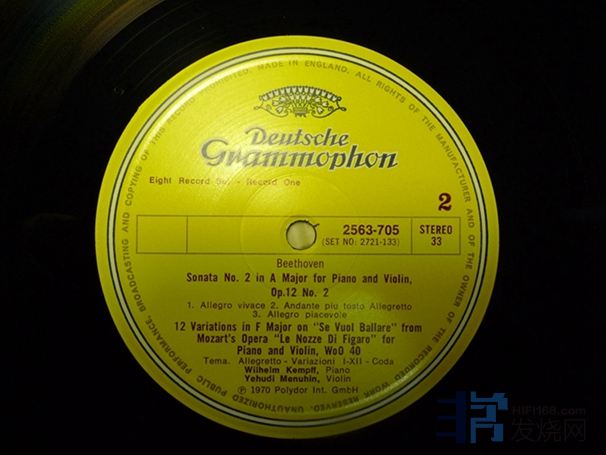 MADE IN ENGLAND. ALL RIGHTS OF THE MANUFACTURER AND OF THE OWNER OF THE RECORDED WORK RESERVED. UNAUTHORIZED PUBLIC PERFORMANCE, BROADCASTING AND COPYING OF THIS RECORD PROHIBITED.
Deutsche
Grammophon
Eight Record Set - Record One
2
2563-705
(SET NO: 2721-133)
STEREO
33
Beethoven
Sonata No. 2 in A Major for Piano and Violin,
Op.12 No. 2
1. Allegro vivace 2. Andante piu tosto Allegretto
3. Allegro piacevole
12 Variations in F Major on "Se Vuol Ballare" from
Mozart's Opera "Le Nozze Di Figaro" for
Piano and Violin, WoO 40
Tema. Allegretto - Variazioni I-XII - Coda
Wilhelm Kempff, Piano
Yehudi Menuhin, Violin
Ⓟ 1970 Polydor Int. GmbH
HIFI168.com
发烧网